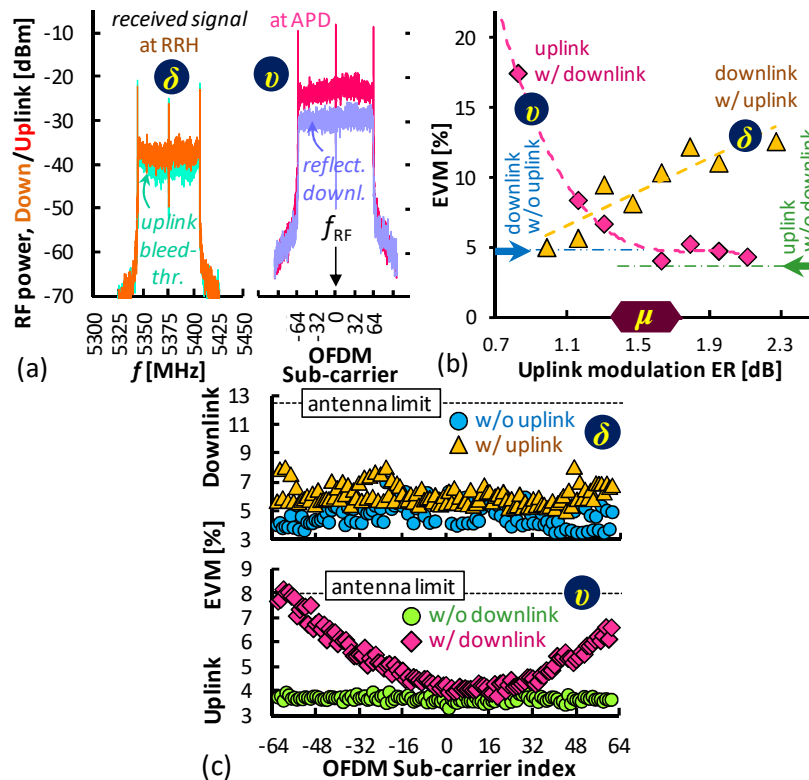 received signal
at RRH
at APD
δ
υ
RF power, Down/Uplink [dBm]
-10
-20
-30
-40
-50
-60
-70
uplink
bleed-
thr.
reflect.
downl.
f_RF
5300
5325
5350
5375
5400
5425
5450
f [MHz]
-64
-32
0
32
64
OFDM
Sub-carrier
(a)
EVM [%]
20
15
10
5
0
uplink
w/ downlink
downlink
w/ uplink
υ
δ
downlink
w/o uplink
uplink
w/o downlink
μ
0.7
1.1
1.5
1.9
2.3
Uplink modulation ER [dB]
(b)
Downlink
EVM [%]
Uplink
13
11
9
7
5
3
antenna limit
w/o uplink
w/ uplink
δ
9
8
7
6
5
4
3
antenna limit
w/o downlink
w/ downlink
υ
-64
-48
-32
-16
0
16
32
48
64
OFDM Sub-carrier index
(c)